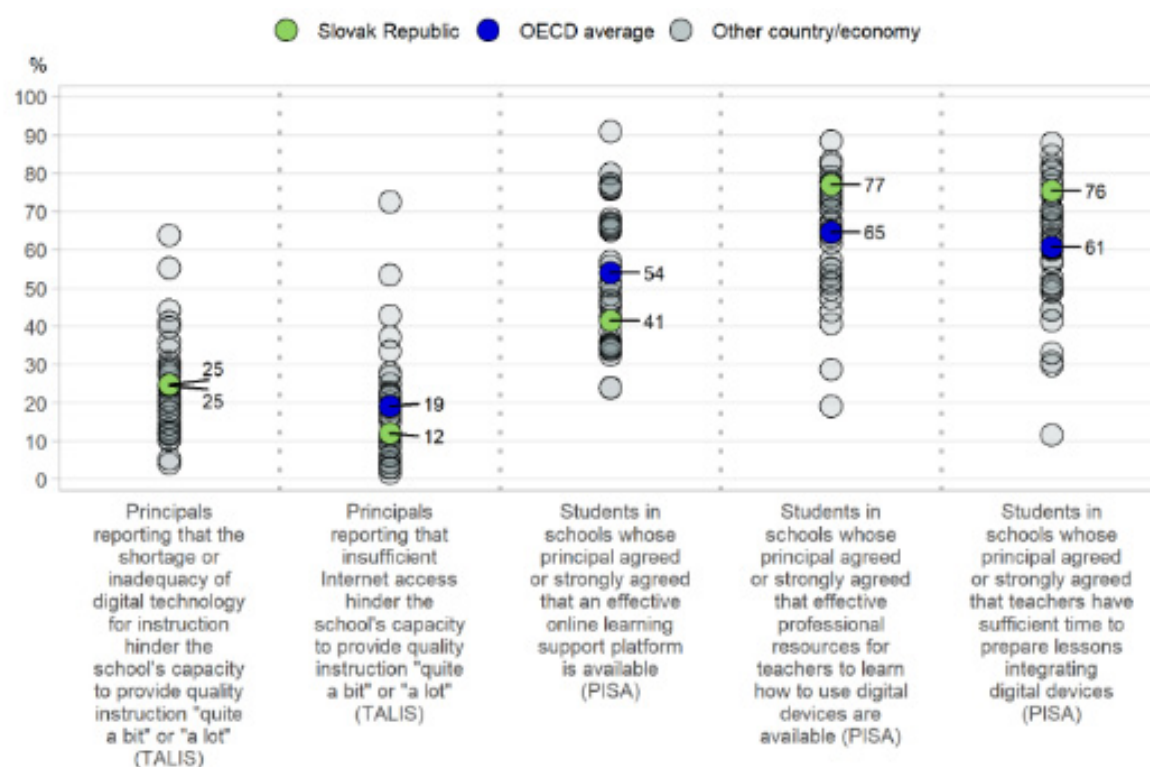 Slovak Republic OECD average Other country/economy
%
100
90
80
70
60
50
40
30
20
10
0
25
25
19
12
54
41
77
65
76
61
Principals
reporting that the
shortage or
inadequacy of
digital technology
for instruction
hinder the
school's capacity
to provide quality
instruction "quite
a bit" or "a lot"
(TALIS)
Principals
reporting that
insufficient
Internet access
hinder the
school's capacity
to provide quality
instruction "quite
a bit" or "a lot"
(TALIS)
Students in
schools whose
principal agreed
or strongly agreed
that an effective
online learning
support platform
is available
(PISA)
Students in
schools whose
principal agreed
or strongly agreed
that effective
professional
resources for
teachers to learn
how to use digital
devices are
available (PISA)
Students in
schools whose
principal agreed
or strongly agreed
that teachers have
sufficient time to
prepare lessons
integrating
digital devices
(PISA)